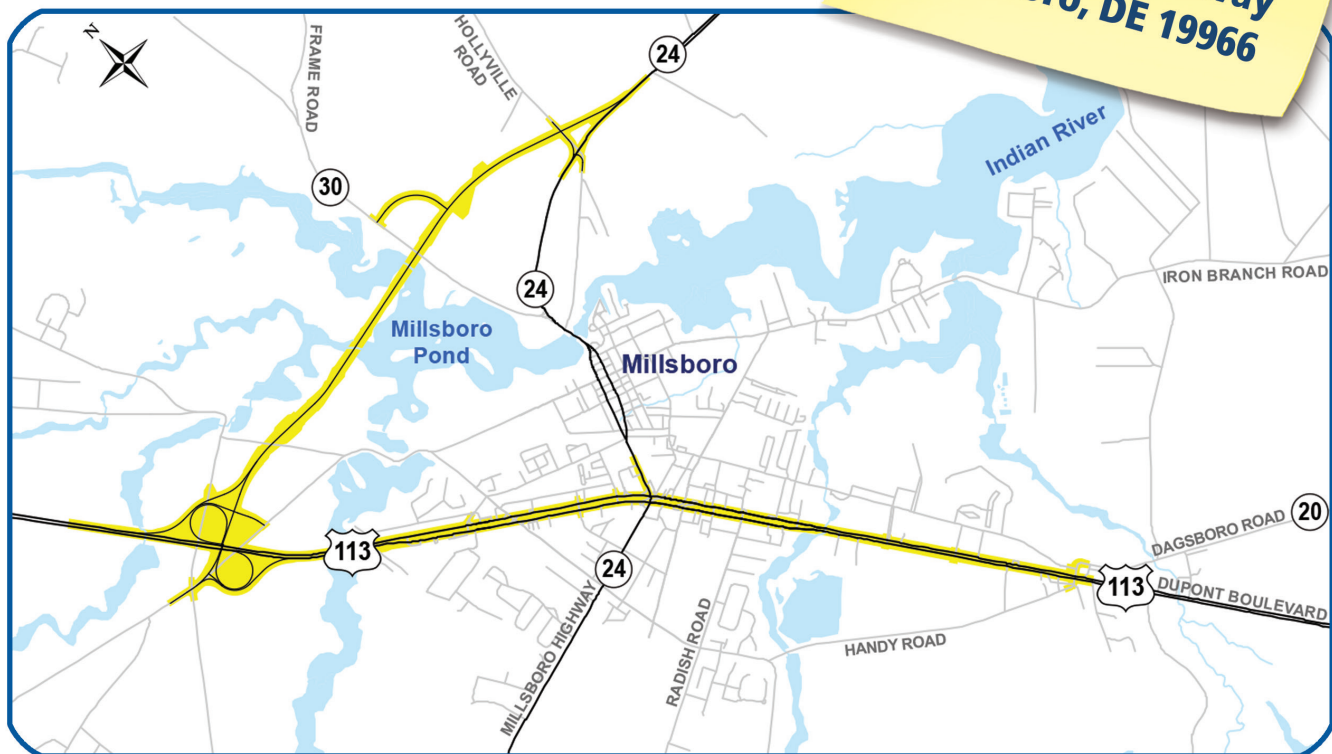 DE 19966
N
FRAME ROAD
HOLLYVILLE
ROAD
24
30
Indian River
24
IRON BRANCH ROAD
Millsboro
Pond
Millsboro
20
DAGSBORO ROAD
113
24
113
DUPONT BOULEVARD
MILLSBORO HIGHWAY
RADISH ROAD
HANDY ROAD